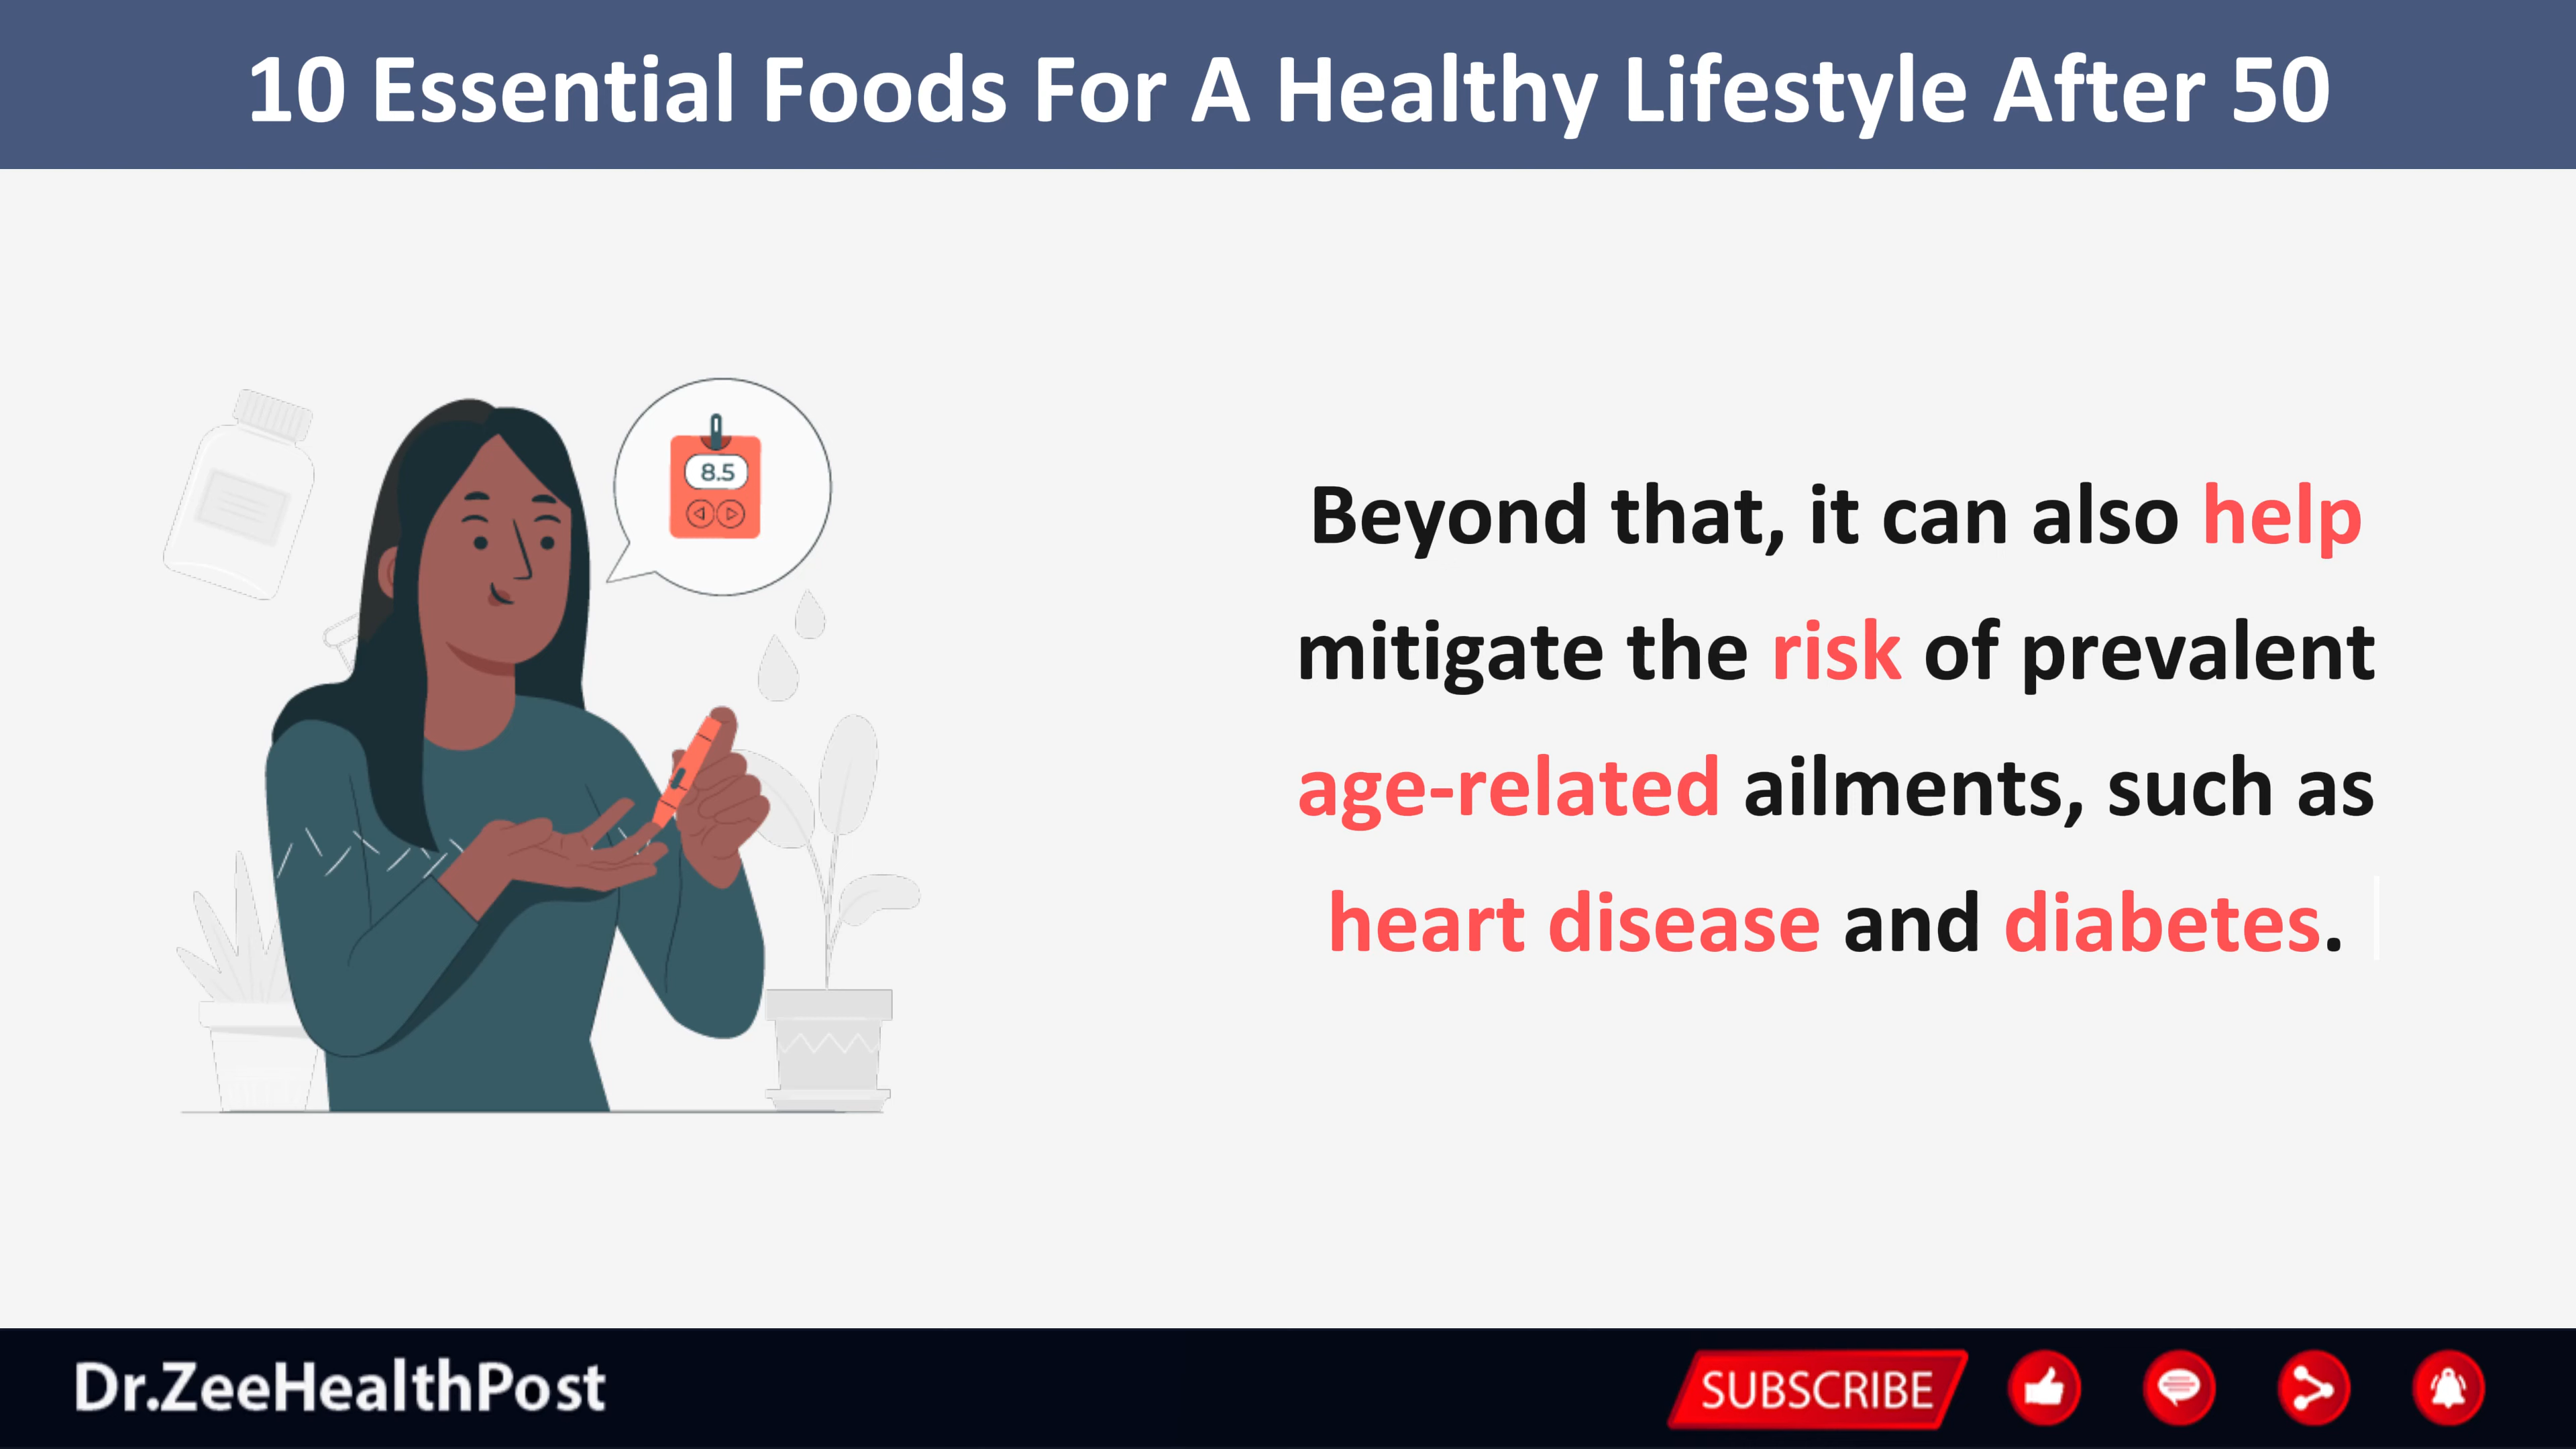 10 Essential Foods For A Healthy Lifestyle After 50
8.5
Beyond that, it can also help
mitigate the risk of prevalent
age-related ailments, such as
heart disease and diabetes.
Dr.ZeeHealthPost
SUBSCRIBE